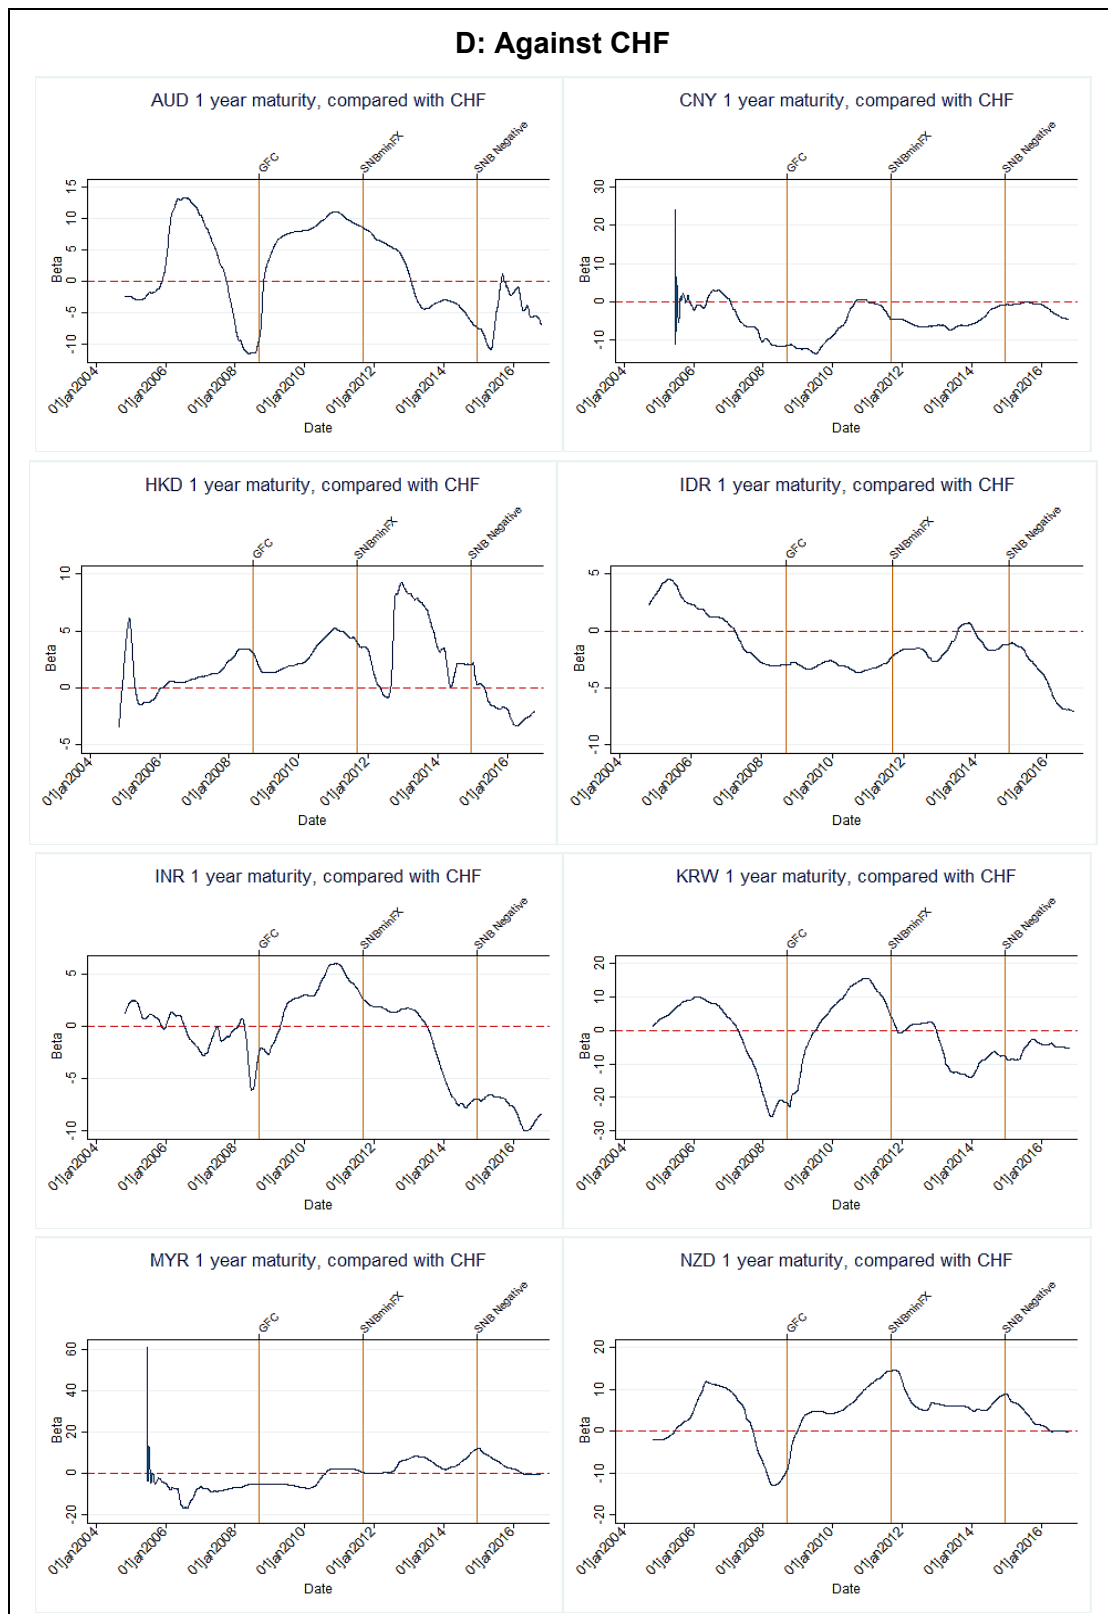 D: Against CHF
AUD 1 year maturity, compared with CHF
GFC
SNBminFX
SNB Negative
Beta
15
10
5
0
-5
-10
01jan2004
01jan2006
01jan2008
01jan2010
01jan2012
01jan2014
01jan2016
Date
CNY 1 year maturity, compared with CHF
GFC
SNBminFX
SNB Negative
Beta
30
20
10
0
-10
01jan2004
01jan2006
01jan2008
01jan2010
01jan2012
01jan2014
01jan2016
Date
HKD 1 year maturity, compared with CHF
GFC
SNBminFX
SNB Negative
Beta
10
5
0
-5
01jan2004
01jan2006
01jan2008
01jan2010
01jan2012
01jan2014
01jan2016
Date
IDR 1 year maturity, compared with CHF
GFC
SNBminFX
SNB Negative
Beta
5
0
-5
-10
01jan2004
01jan2006
01jan2008
01jan2010
01jan2012
01jan2014
01jan2016
Date
INR 1 year maturity, compared with CHF
GFC
SNBminFX
SNB Negative
Beta
5
0
-5
-10
01jan2004
01jan2006
01jan2008
01jan2010
01jan2012
01jan2014
01jan2016
Date
KRW 1 year maturity, compared with CHF
GFC
SNBminFX
SNB Negative
Beta
20
10
0
-10
-20
-30
01jan2004
01jan2006
01jan2008
01jan2010
01jan2012
01jan2014
01jan2016
Date
MYR 1 year maturity, compared with CHF
GFC
SNBminFX
SNB Negative
Beta
60
40
20
0
-20
01jan2004
01jan2006
01jan2008
01jan2010
01jan2012
01jan2014
01jan2016
Date
NZD 1 year maturity, compared with CHF
GFC
SNBminFX
SNB Negative
Beta
20
10
0
-10
-20
01jan2004
01jan2006
01jan2008
01jan2010
01jan2012
01jan2014
01jan2016
Date